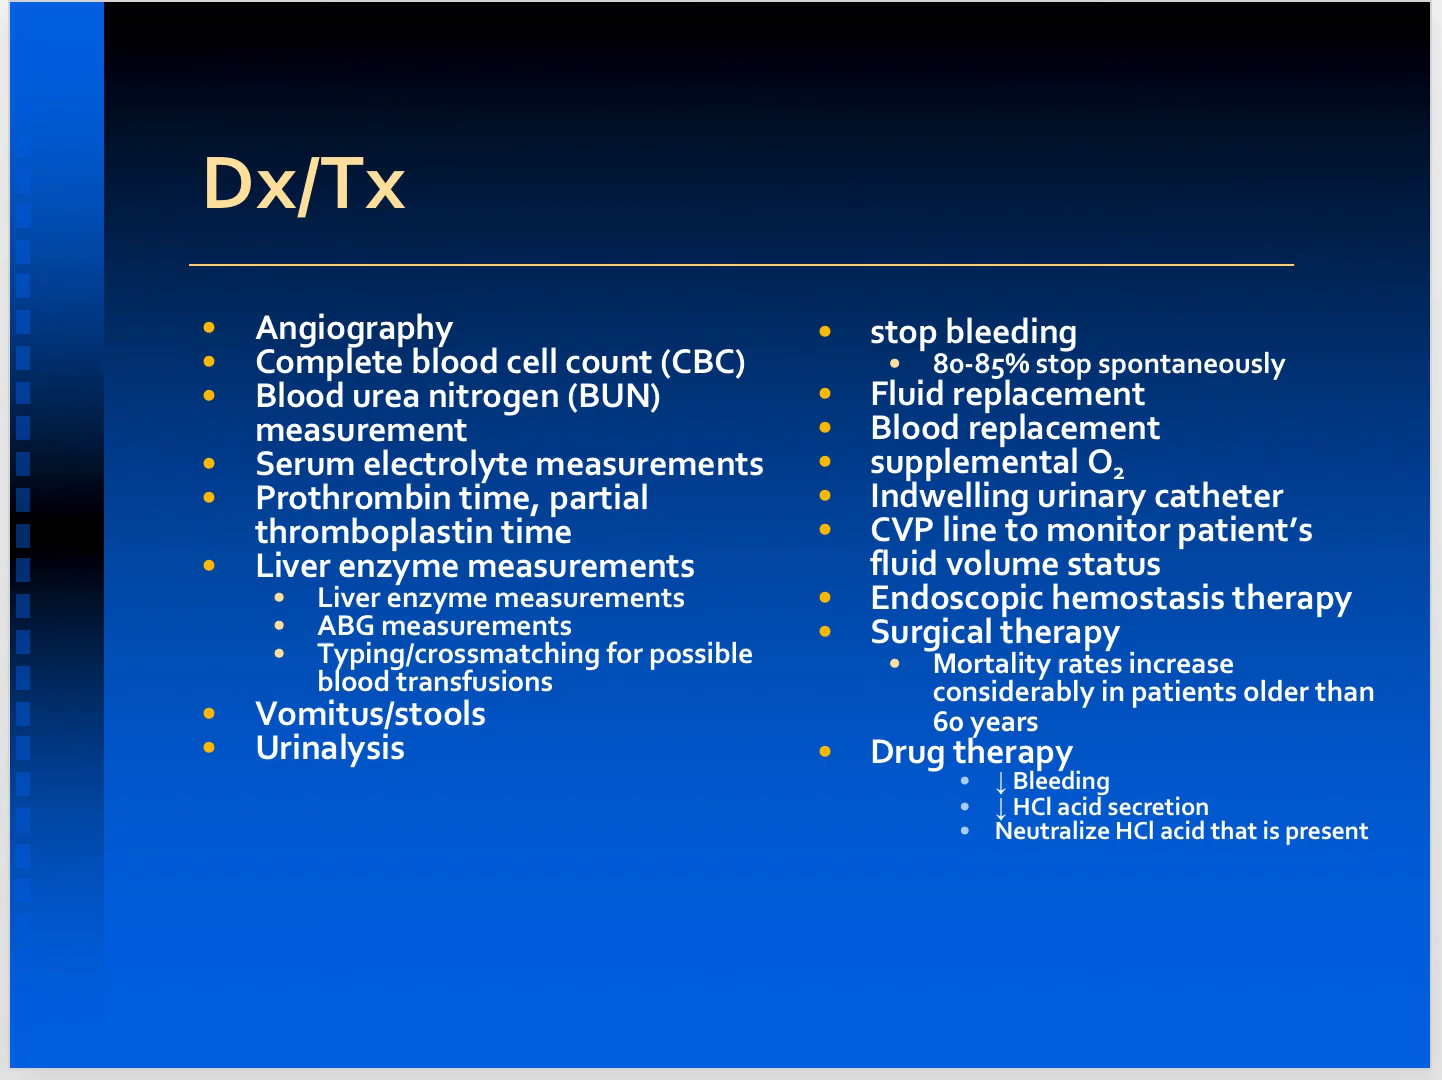 Dx/Tx
• Angiography
• Complete blood cell count (CBC)
• Blood urea nitrogen (BUN)
measurement
• Serum electrolyte measurements
• Prothrombin time, partial
thromboplastin time
• Liver enzyme measurements
• Liver enzyme measurements
• ABG measurements
• Typing/crossmatching for possible
blood transfusions
• Vomitus/stools
• Urinalysis
• stop bleeding
• 80-85% stop spontaneously
• Fluid replacement
• Blood replacement
• supplemental O₂
• Indwelling urinary catheter
• CVP line to monitor patient’s
fluid volume status
• Endoscopic hemostasis therapy
• Surgical therapy
• Mortality rates increase
considerably in patients older than
60 years
• Drug therapy
• ↓ Bleeding
• ↓ HCl acid secretion
• Neutralize HCl acid that is present